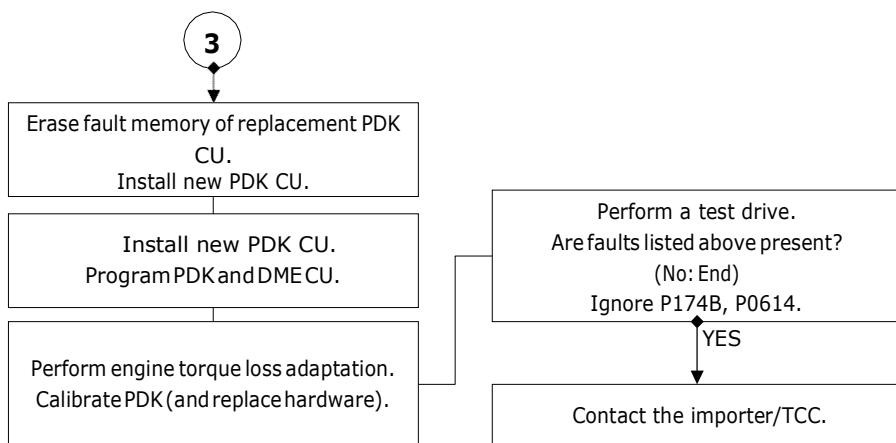 3
Erase fault memory of replacement PDK
CU.
Install new PDK CU.
Install new PDK CU.
Program PDK and DME CU.
Perform engine torque loss adaptation.
Calibrate PDK (and replace hardware).
Perform a test drive.
Are faults listed above present?
(No: End)
Ignore P174B, P0614.
YES
Contact the importer/TCC.